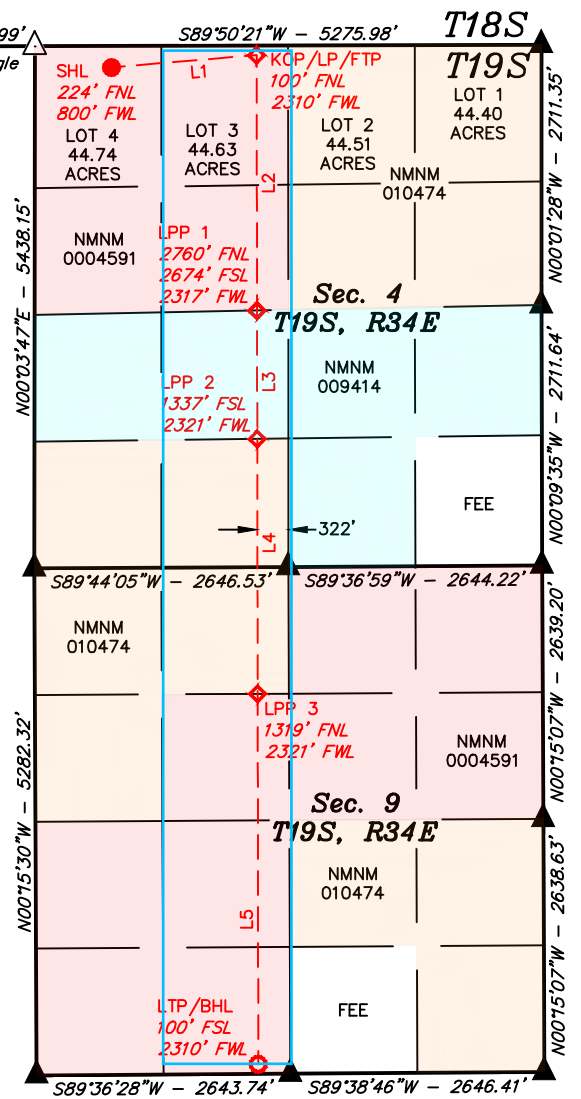 99'
S89°50'21"W - 5275.98'
T18S
T19S
SHL
224' FNL
800' FWL
L1
KOP/LP/FTP
100' FNL
2310' FWL
LOT 4
44.74
ACRES
LOT 3
44.63
ACRES
LOT 2
44.51
ACRES
LOT 1
44.40
ACRES
N00°01'28"W - 2711.35'
L2
NMNM
010474
NMNM
0004591
LPP 1
2760' FNL
2674' FSL
2317' FWL
Sec. 4
T19S, R34E
N00°03'47"E - 5438.15'
L3
NMNM
009414
LPP 2
1337' FSL
2321' FWL
N00°09'35"W - 2711.64'
FEE
322'
L4
S89°44'05"W - 2646.53'
S89°36'59"W - 2644.22'
NMNM
010474
N00°15'07"W - 2639.20'
LPP 3
1319' FNL
2321' FWL
NMNM
0004591
Sec. 9
T19S, R34E
N00°15'30"W - 5282.32'
NMNM
010474
L5
N00°15'07"W - 2638.63'
LTP/BHL
100' FSL
2310' FWL
FEE
S89°36'28"W - 2643.74'
S89°38'46"W - 2646.41'